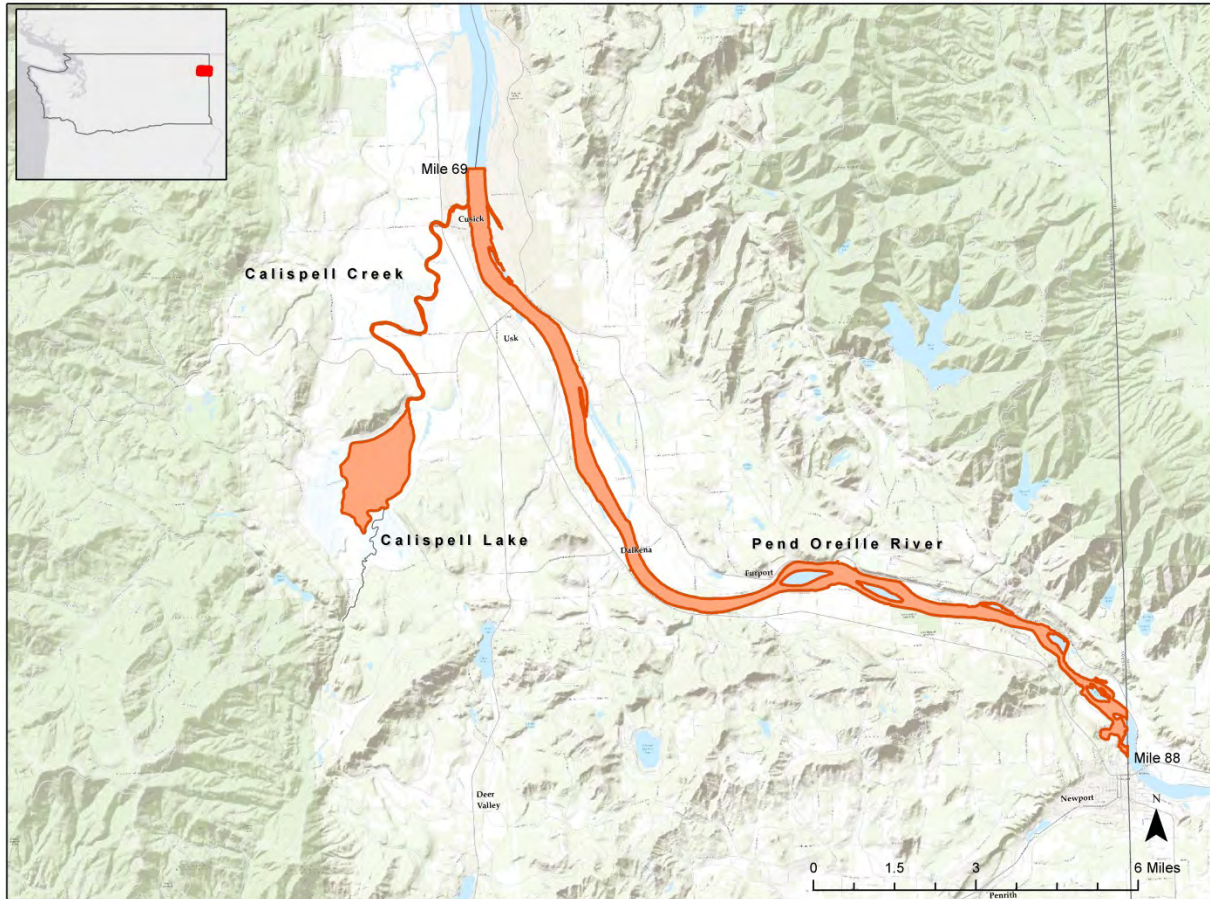 Mile 69
Cusick
Calispell Creek
Usk
Calispell Lake
Dalkena
Pend Oreille River
Furport
Mile 88
Newport
Deer
Valley
N
0 1.5 3 6 Miles
Penrith